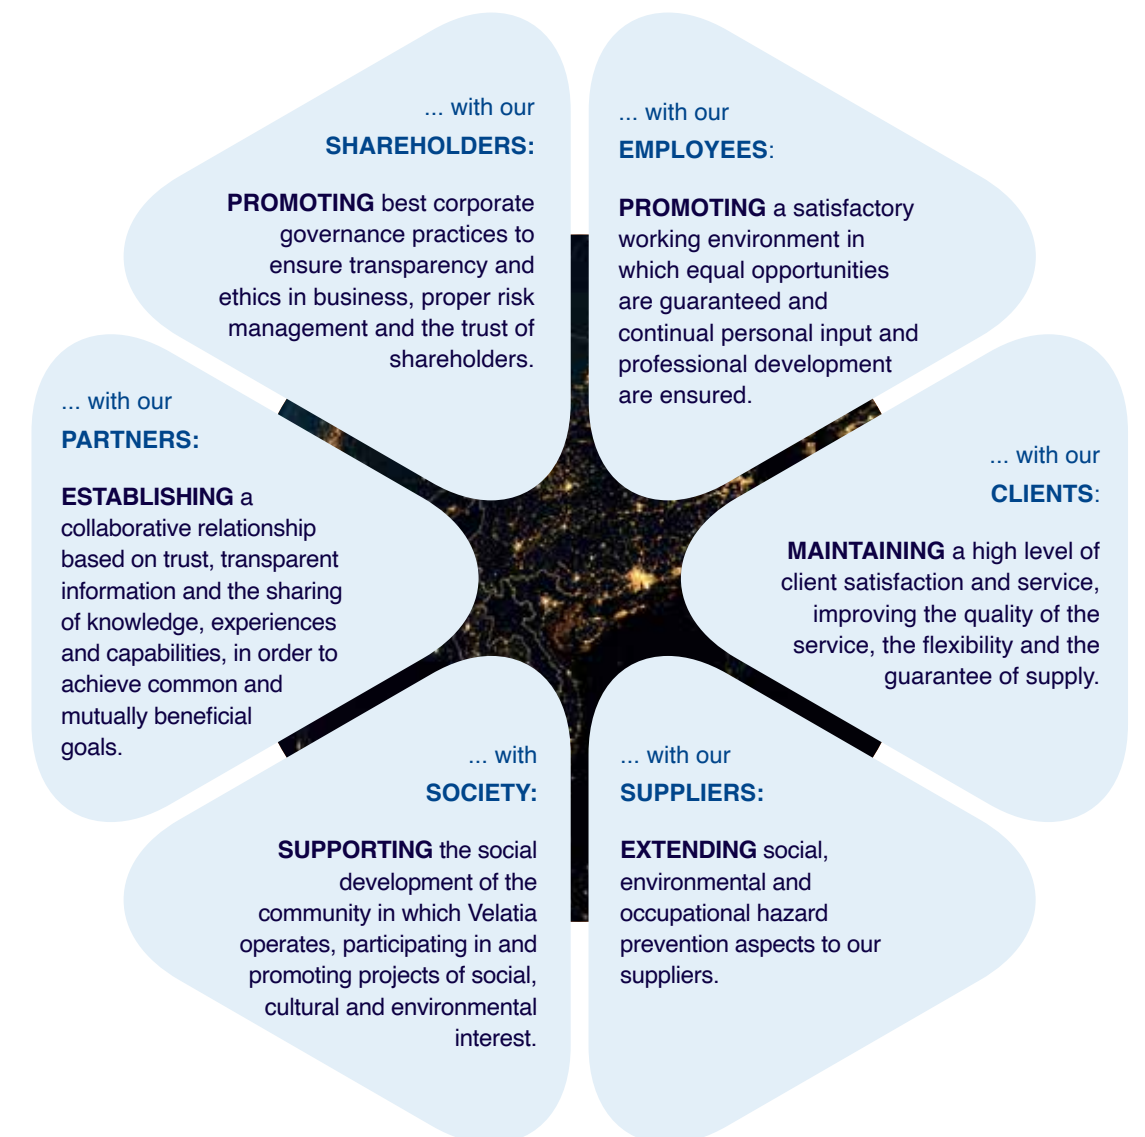 ... with our
SHAREHOLDERS:
PROMOTING best corporate
governance practices to
ensure transparency and
ethics in business, proper risk
management and the trust of
shareholders.
... with our
EMPLOYEES:
PROMOTING a satisfactory
working environment in
which equal opportunities
are guaranteed and
continual personal input and
professional development
are ensured.
... with our
PARTNERS:
ESTABLISHING a
collaborative relationship
based on trust, transparent
information and the sharing
of knowledge, experiences
and capabilities, in order to
achieve common and
mutually beneficial
goals.
... with our
CLIENTS:
MAINTAINING a high level of
client satisfaction and service,
improving the quality of the
service, the flexibility and the
guarantee of supply.
... with
SOCIETY:
SUPPORTING the social
development of the
community in which Velatia
operates, participating in and
promoting projects of social,
cultural and environmental
interest.
... with our
SUPPLIERS:
EXTENDING social,
environmental and
occupational hazard
prevention aspects to our
suppliers.